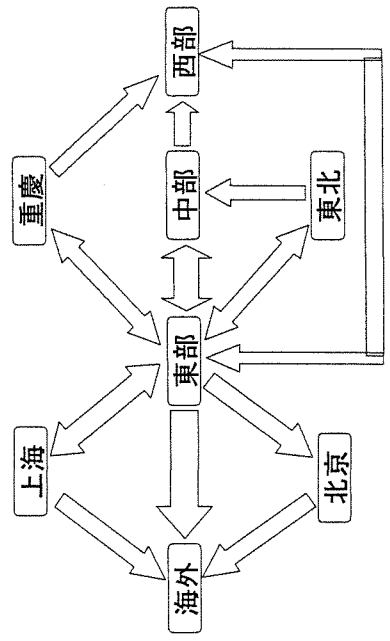 重慶
西部
中部
東北
東部
上海
北京
海外